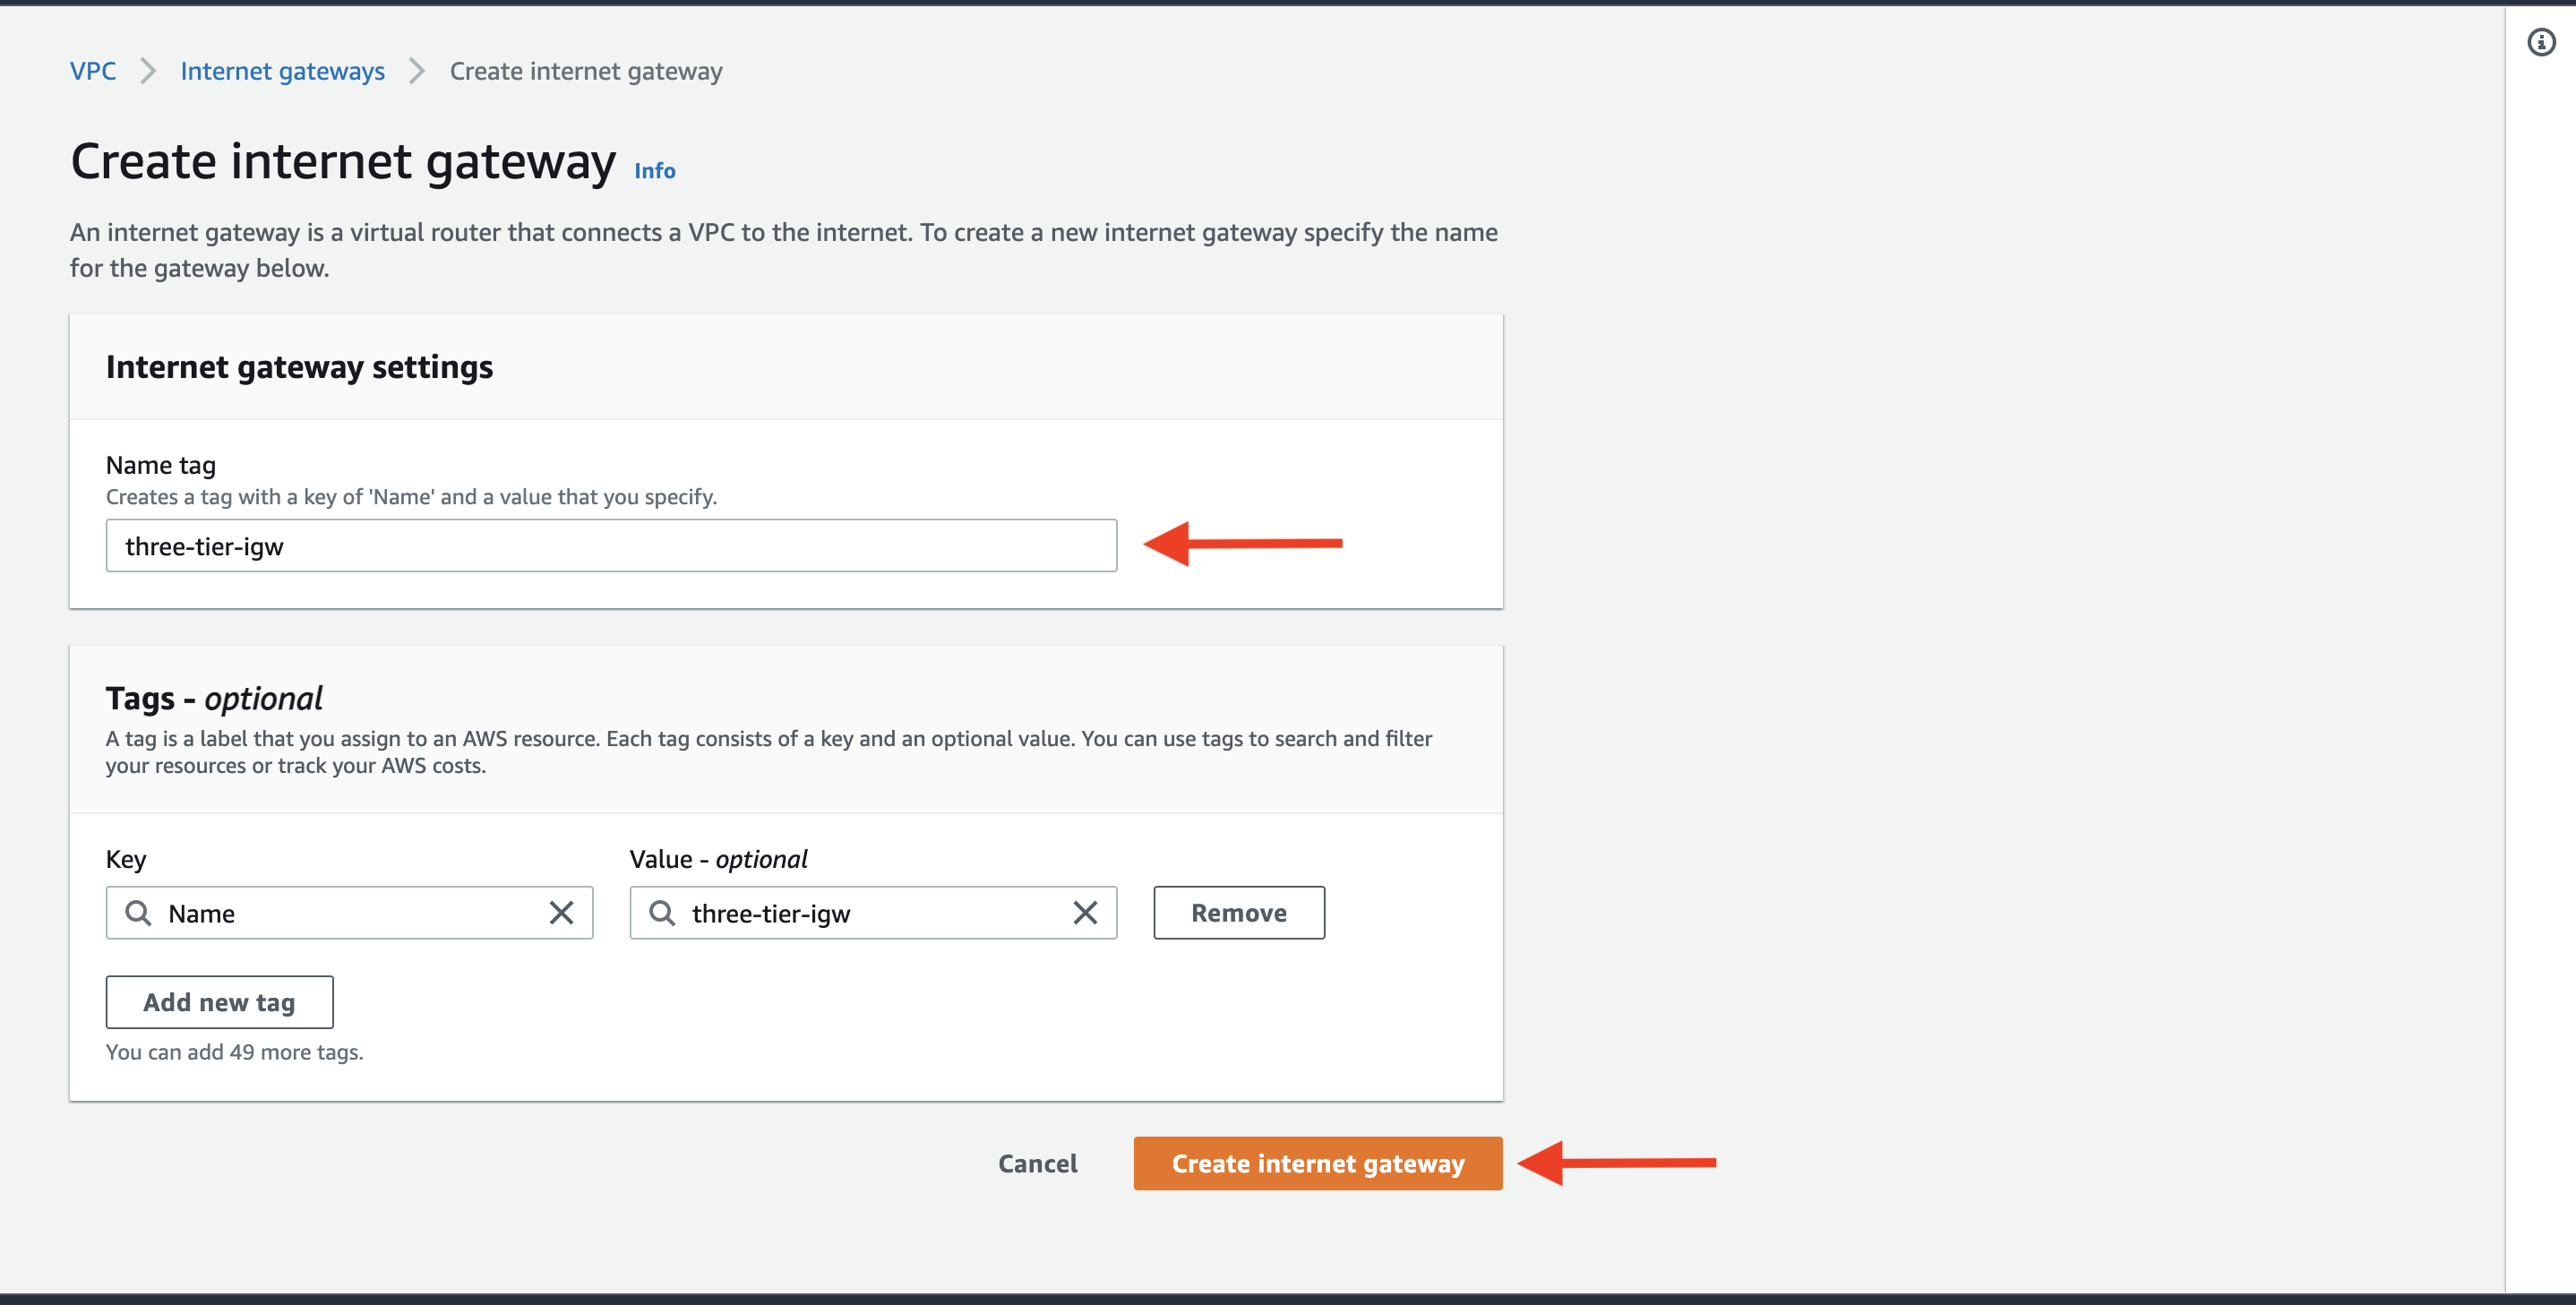 VPC > Internet gateways > Create internet gateway
Create internet gateway Info
An internet gateway is a virtual router that connects a VPC to the internet. To create a new internet gateway specify the name
for the gateway below.
Internet gateway settings
Name tag
Creates a tag with a key of 'Name' and a value that you specify.
three-tier-igw
Tags - optional
A tag is a label that you assign to an AWS resource. Each tag consists of a key and an optional value. You can use tags to search and filter
your resources or track your AWS costs.
Key
Value - optional
Name
three-tier-igw
Remove
Add new tag
You can add 49 more tags.
Cancel
Create internet gateway